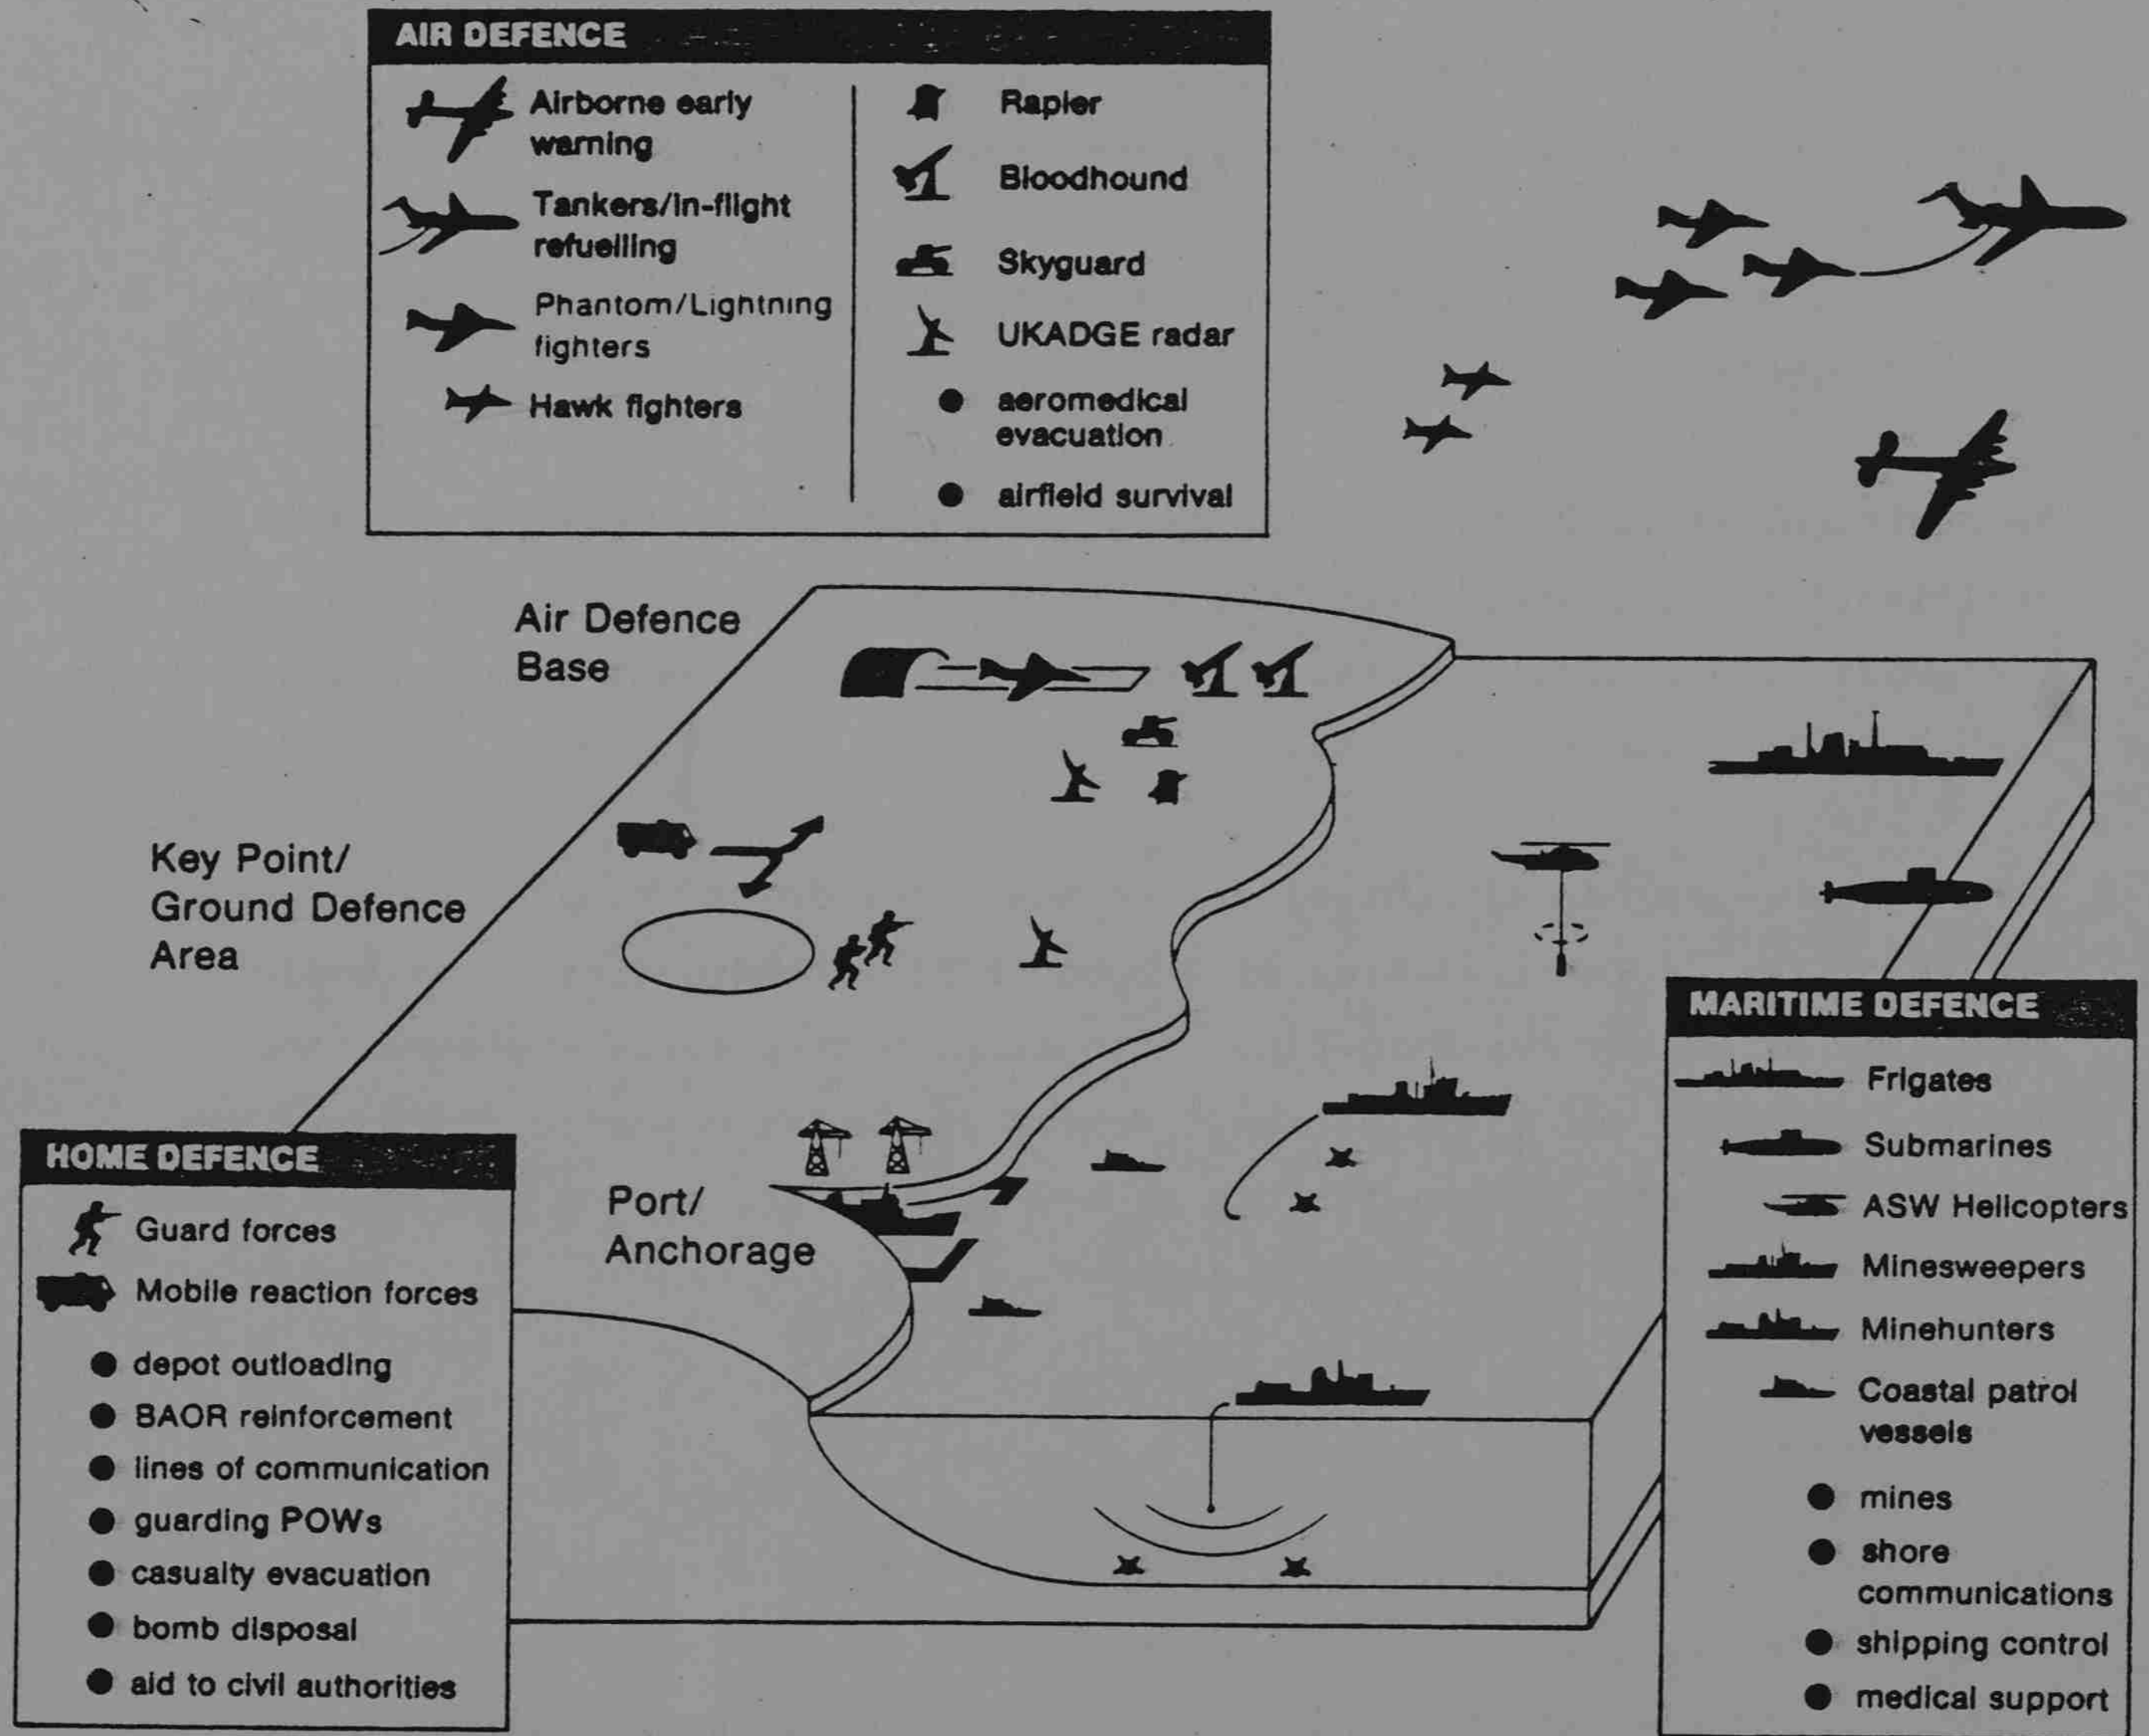 AIR DEFENCE
Airborne early
warning
Tankers/in-flight
refuelling
Phantom/Lightning
fighters
Hawk fighters
Rapier
Bloodhound
Skyguard
UKADGE radar
● aeromedical
evacuation
● airfield survival
Air Defence
Base
Key Point/
Ground Defence
Area
Port/
Anchorage
HOME DEFENCE
Guard forces
Mobile reaction forces
● depot outloading
● BAOR reinforcement
● lines of communication
● guarding POWs
● casualty evacuation
● bomb disposal
● aid to civil authorities
MARITIME DEFENCE
Frigates
Submarines
ASW Helicopters
Minesweepers
Minehunters
Coastal patrol
vessels
● mines
● shore
communications
● shipping control
● medical support